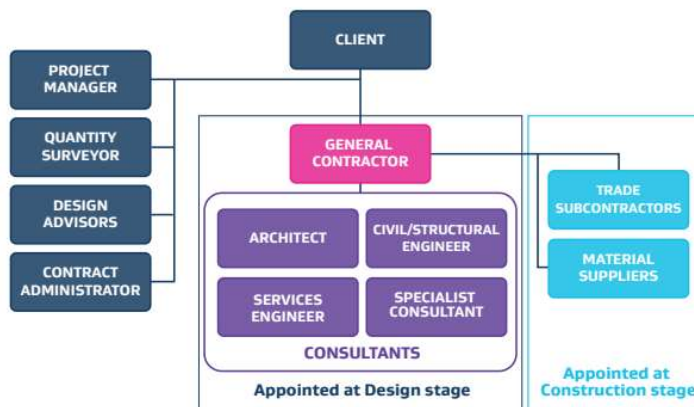 CLIENT
PROJECT
MANAGER
QUANTITY
SURVEYOR
DESIGN
ADVISORS
CONTRACT
ADMINISTRATOR
GENERAL
CONTRACTOR
ARCHITECT
CIVIL/STRUCTURAL
ENGINEER
SERVICES
ENGINEER
SPECIALIST
CONSULTANT
CONSULTANTS
Appointed at Design stage
TRADE
SUBCONTRACTORS
MATERIAL
SUPPLIERS
Appointed at
Construction stage